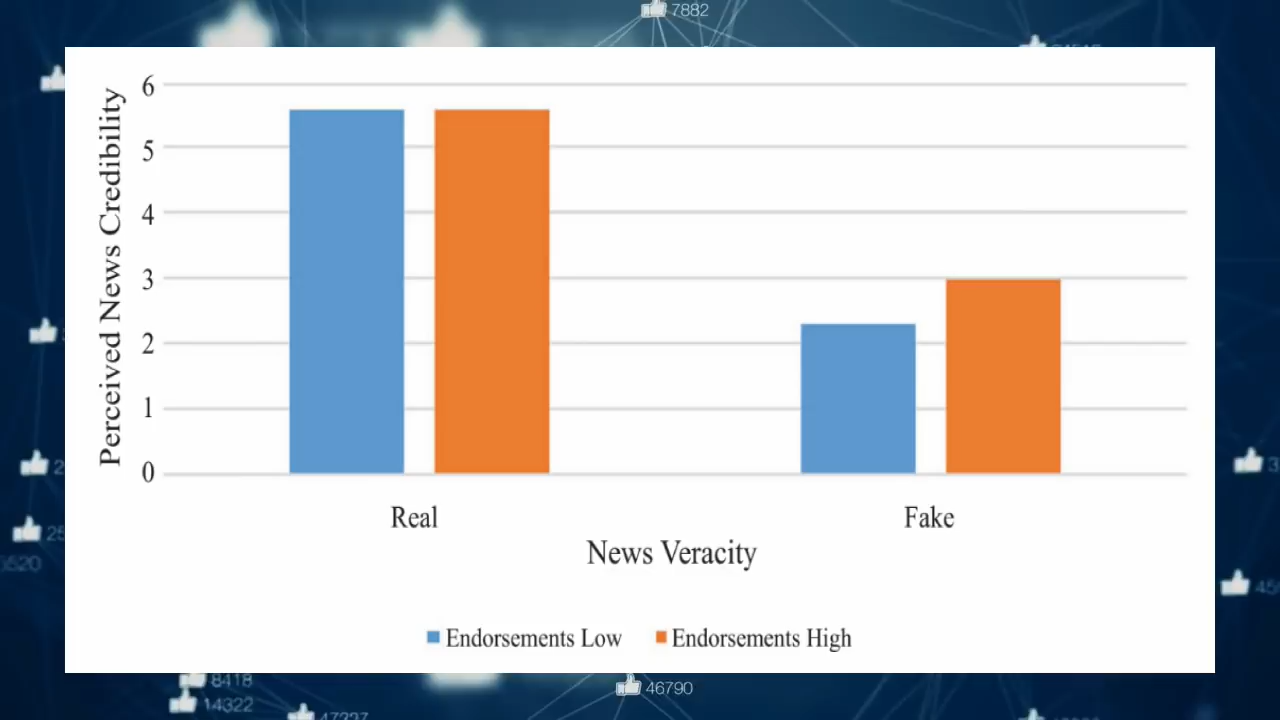 7882
6
5
4
3
2
1
0
Perceived News Credibility
Real
Fake
News Veracity
Endorsements Low
Endorsements High
8418
14322
46790